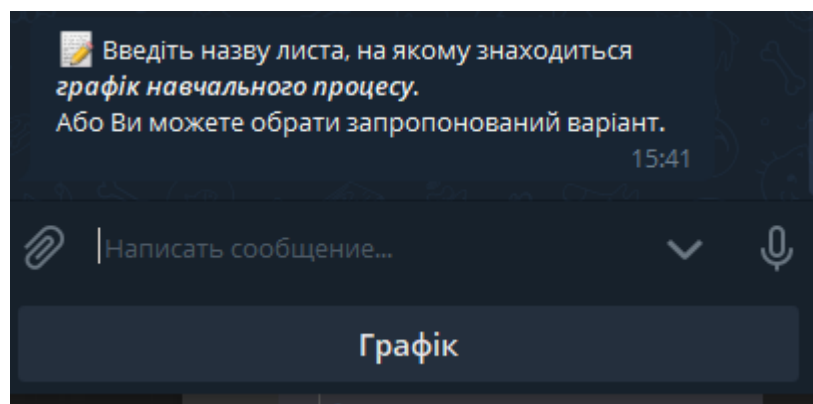 📝 Введіть назву листа, на якому знаходиться
графік навчального процесу.
Або Ви можете обрати запропонований варіант.
15:41
Написать сообщение...
Графік